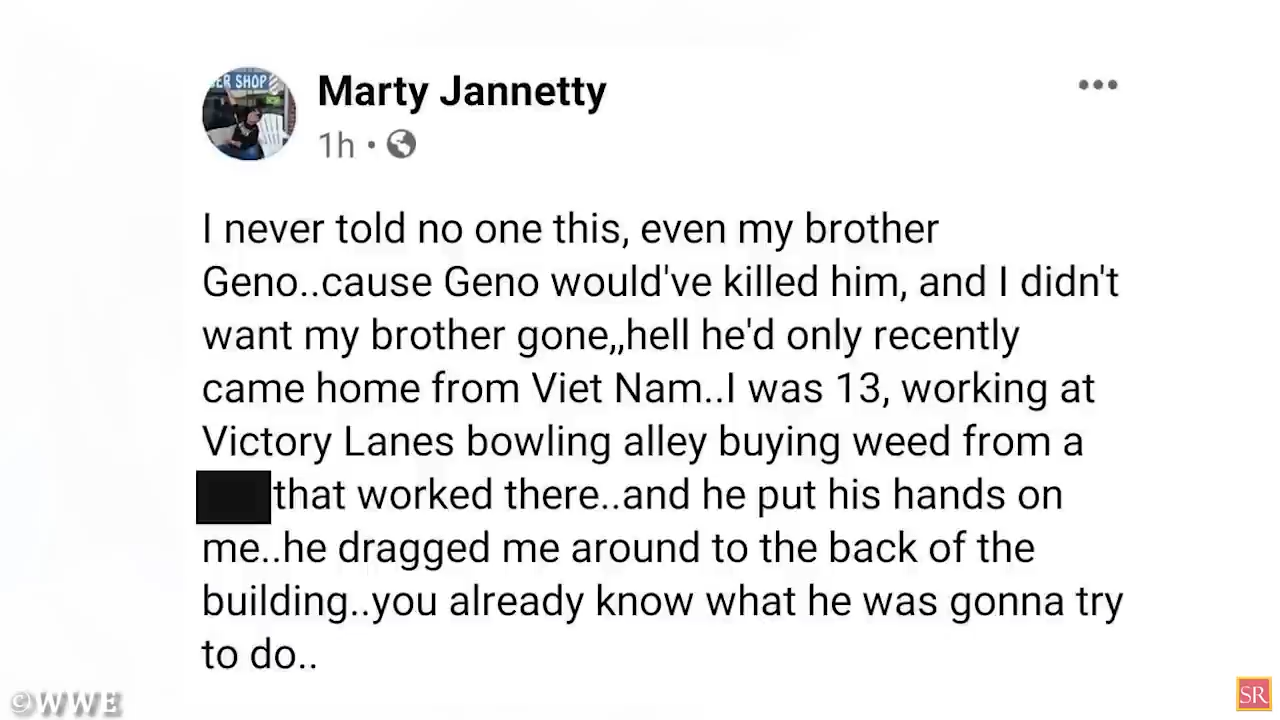 ER SHOP
Marty Jannetty
1h •
I never told no one this, even my brother
Geno..cause Geno would've killed him, and I didn't
want my brother gone,,hell he'd only recently
came home from Viet Nam..I was 13, working at
Victory Lanes bowling alley buying weed from a
that worked there..and he put his hands on
me..he dragged me around to the back of the
building..you already know what he was gonna try
to do..
©WWE
SR